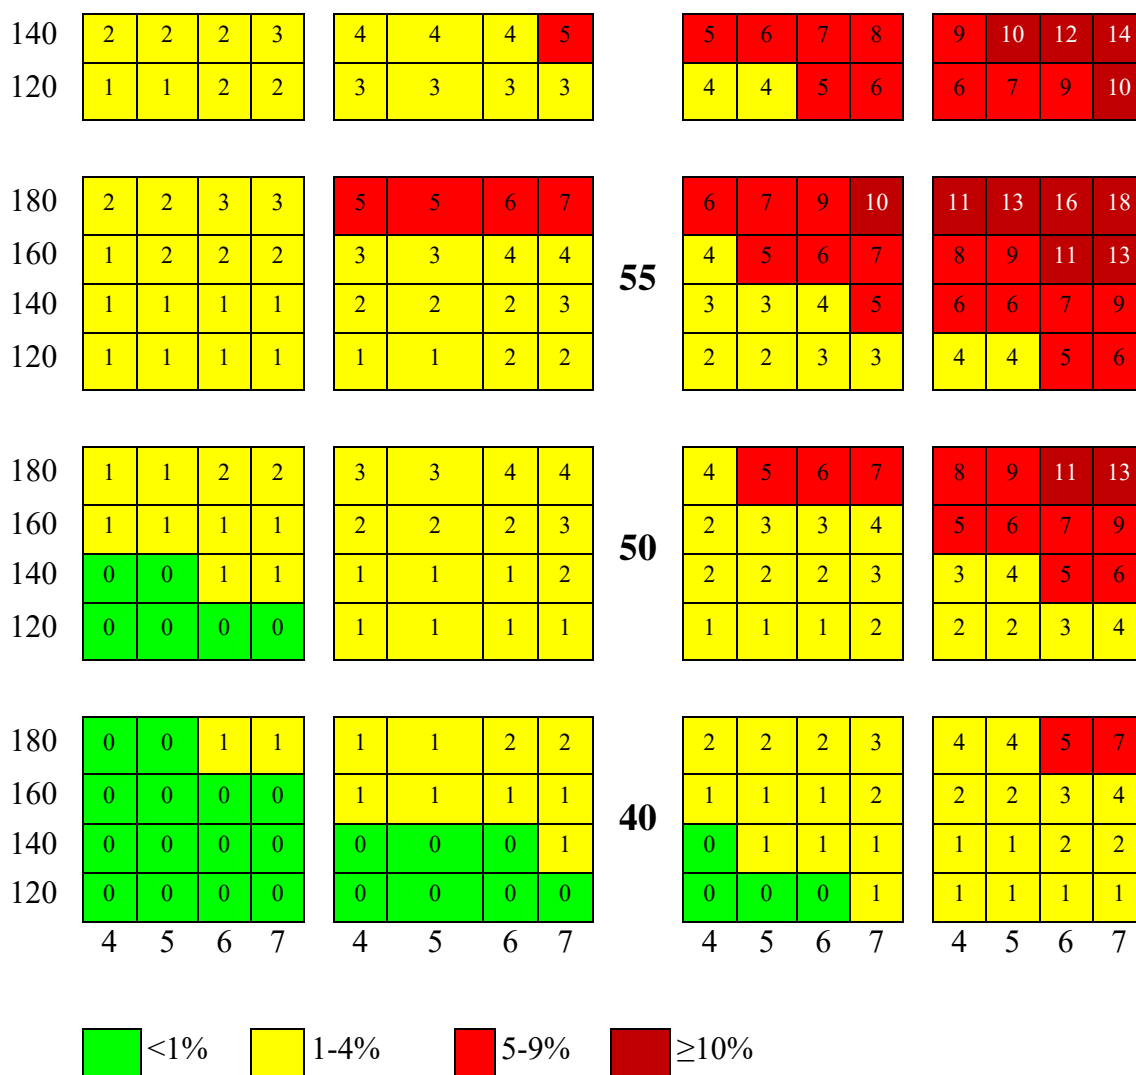 140 2 2 2 3 4 4 4 5 5 6 7 8 9 10 12 14
120 1 1 2 2 3 3 3 3 4 4 5 6 6 7 9 10
180 2 2 3 3 5 5 6 7 6 7 9 10 11 13 16 18
160 1 2 2 2 3 3 4 4 4 5 6 7 8 9 11 13
55
140 1 1 1 1 2 2 2 3 3 3 4 5 6 6 7 9
120 1 1 1 1 1 1 2 2 2 2 3 3 4 4 5 6
180 1 1 2 2 3 3 4 4 4 5 6 7 8 9 11 13
160 1 1 1 1 2 2 2 3 2 3 3 4 5 6 7 9
50
140 0 0 1 1 1 1 1 2 2 2 2 3 3 4 5 6
120 0 0 0 0 1 1 1 1 1 1 1 2 2 2 3 4
180 0 0 1 1 1 1 2 2 2 2 2 3 4 4 5 7
160 0 0 0 0 1 1 1 1 1 1 1 2 2 2 3 4
40
140 0 0 0 0 0 0 0 1 0 1 1 1 1 1 2 2
120 0 0 0 0 0 0 0 0 0 0 0 1 1 1 1 1
4 5 6 7 4 5 6 7 4 5 6 7 4 5 6 7
<1% 1-4% 5-9% ≥10%